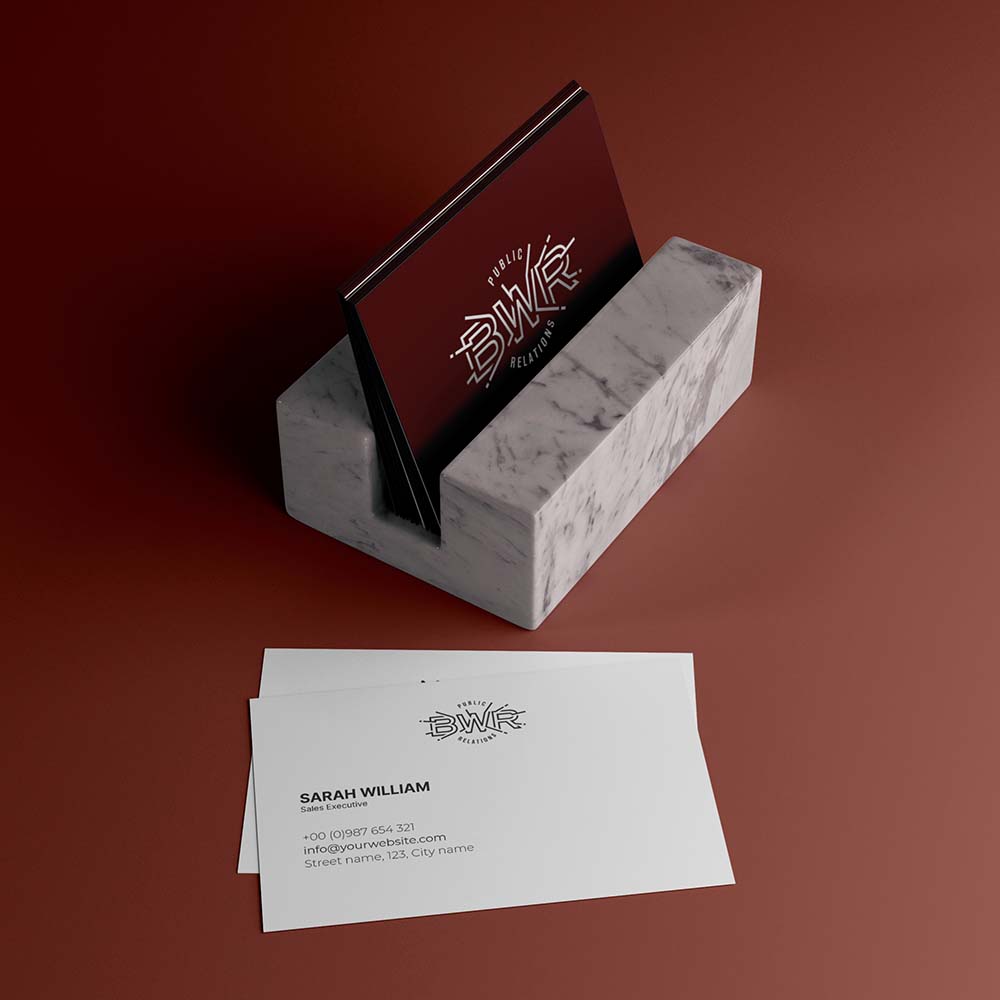 PUBLIC
BWR
RELATIONS
PUBLIC
BWR
RELATIONS
SARAH WILLIAM
Sales Executive
+00 (0)987 654 321
info@yourwebsite.com
Street name, 123, City name